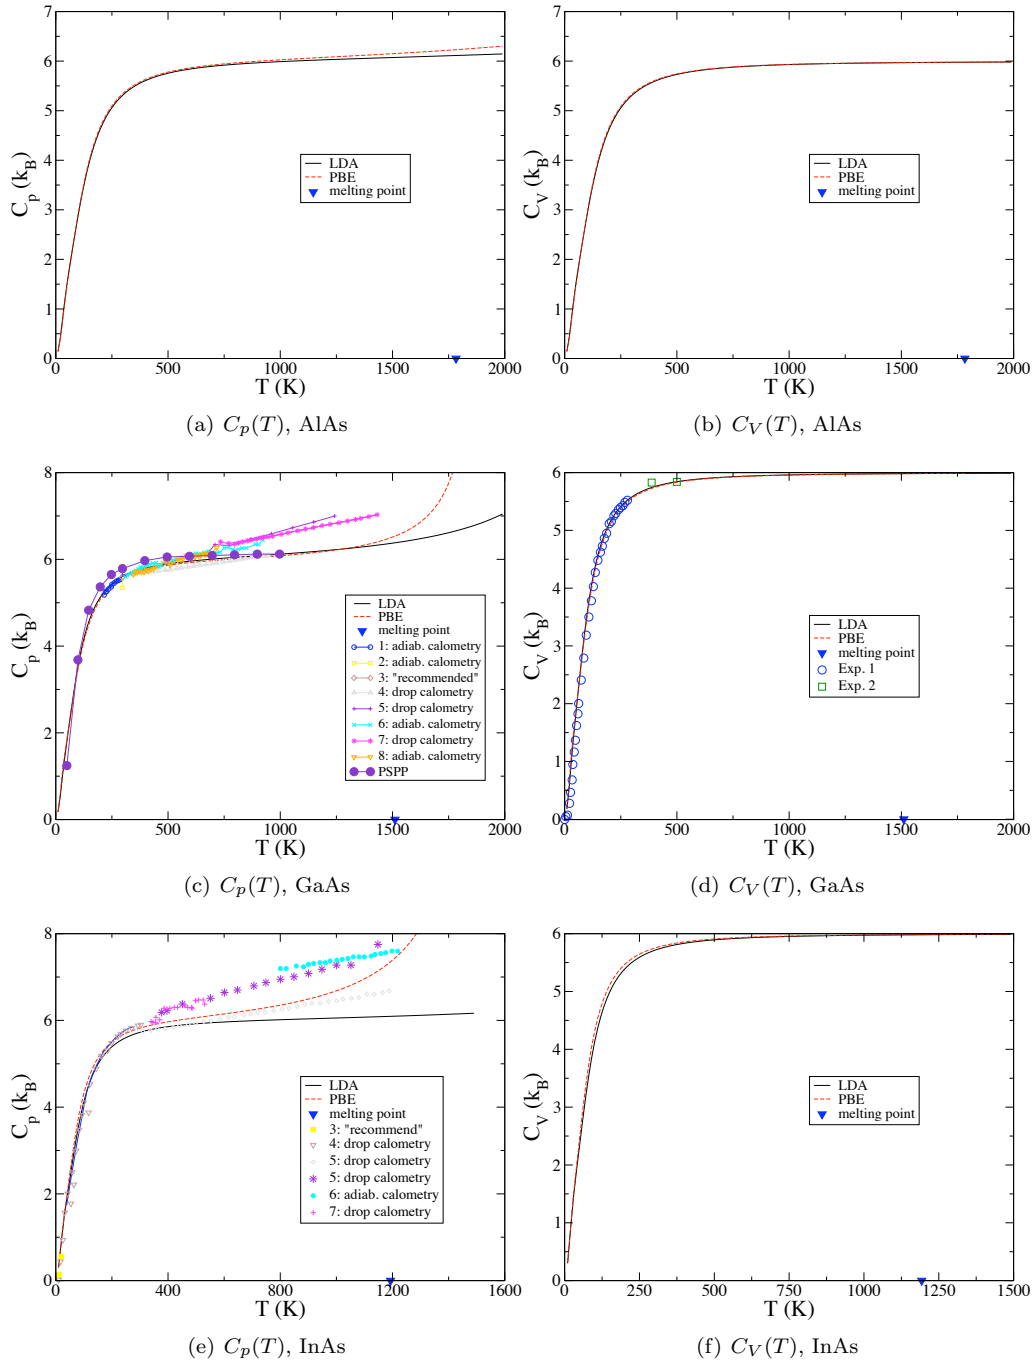 7
6
5
4
3
2
1
0
C_p (k_B)
LDA
PBE
melting point
0 500 1000 1500 2000
T (K)
(a) C_p(T), AlAs
7
6
5
4
3
2
1
0
C_V (k_B)
LDA
PBE
melting point
0 500 1000 1500 2000
T (K)
(b) C_V(T), AlAs
8
6
4
2
0
C_p (k_B)
LDA
PBE
melting point
1: adiab. calometry
2: adiab. calometry
3: "recommended"
4: drop calometry
5: drop calometry
6: adiab. calometry
7: drop calometry
8: adiab. calometry
PSPP
0 500 1000 1500 2000
T (K)
(c) C_p(T), GaAs
6
5
4
3
2
1
0
C_V (k_B)
LDA
PBE
melting point
Exp. 1
Exp. 2
0 500 1000 1500 2000
T (K)
(d) C_V(T), GaAs
8
6
4
2
0
C_p (k_B)
LDA
PBE
melting point
3: "recommend"
4: drop calometry
5: drop calometry
5: drop calometry
6: adiab. calometry
7: drop calometry
0 400 800 1200 1600
T (K)
(e) C_p(T), InAs
6
5
4
3
2
1
0
C_V (k_B)
LDA
PBE
melting point
0 250 500 750 1000 1250 1500
T (K)
(f) C_V(T), InAs